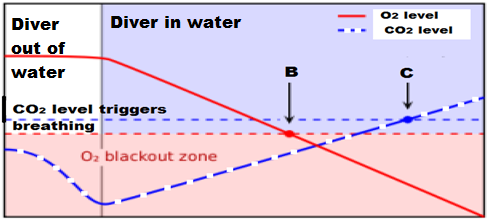 Diver
out of
water
Diver in water
O2 level
CO2 level
B
C
CO2 level triggers
breathing
O2 blackout zone